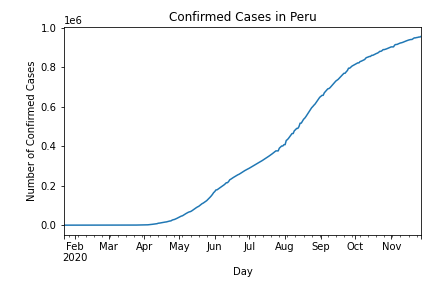 Confirmed Cases in Peru
1e6
1.0
0.8
0.6
0.4
0.2
0.0
Number of Confirmed Cases
Feb Mar Apr May Jun Jul Aug Sep Oct Nov
2020
Day